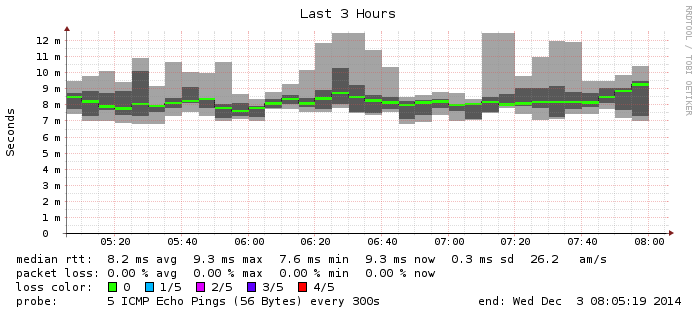 Last 3 Hours
RRDTOOL / TOBI OETIKER
Seconds
12 m
11 m
10 m
9 m
8 m
7 m
6 m
5 m
4 m
3 m
2 m
1 m
0
05:20 05:40 06:00 06:20 06:40 07:00 07:20 07:40 08:00
median rtt: 8.2 ms avg 9.3 ms max 7.6 ms min 9.3 ms now 0.3 ms sd 26.2 am/s
packet loss: 0.00 % avg 0.00 % max 0.00 % min 0.00 % now
loss color: 0 1/5 2/5 3/5 4/5
probe: 5 ICMP Echo Pings (56 Bytes) every 300s end: Wed Dec 3 08:05:19 2014